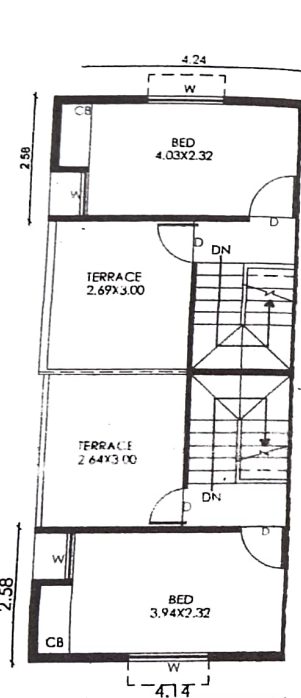 4.24
W
CB
BED
4.03X2.32
2.58
W
D
D
DN
TERRACE
2.69X3.00
TERRACE
2.64X3.00
DN
D
D
W
BED
3.94X2.32
2.58
CB
W
4.14